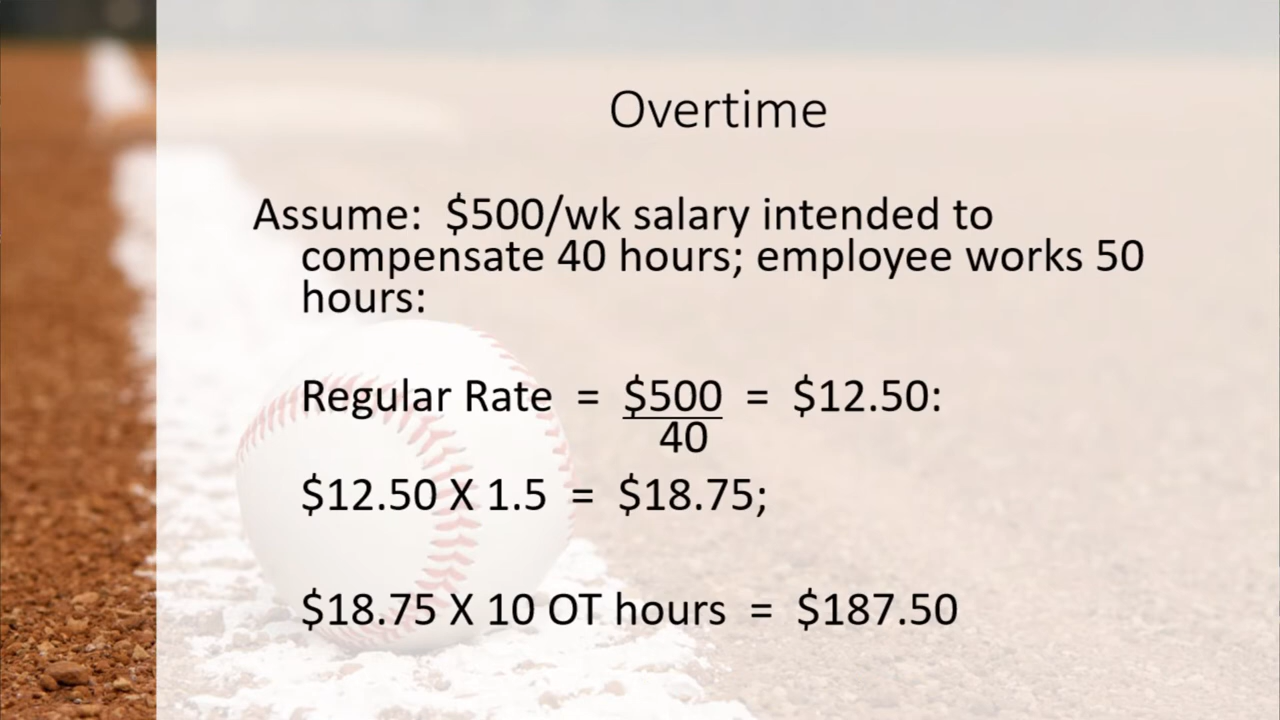 Overtime
Assume: $500/wk salary intended to
compensate 40 hours; employee works 50
hours:
Regular Rate = $500 = $12.50:
40
$12.50 X 1.5 = $18.75;
$18.75 X 10 OT hours = $187.50